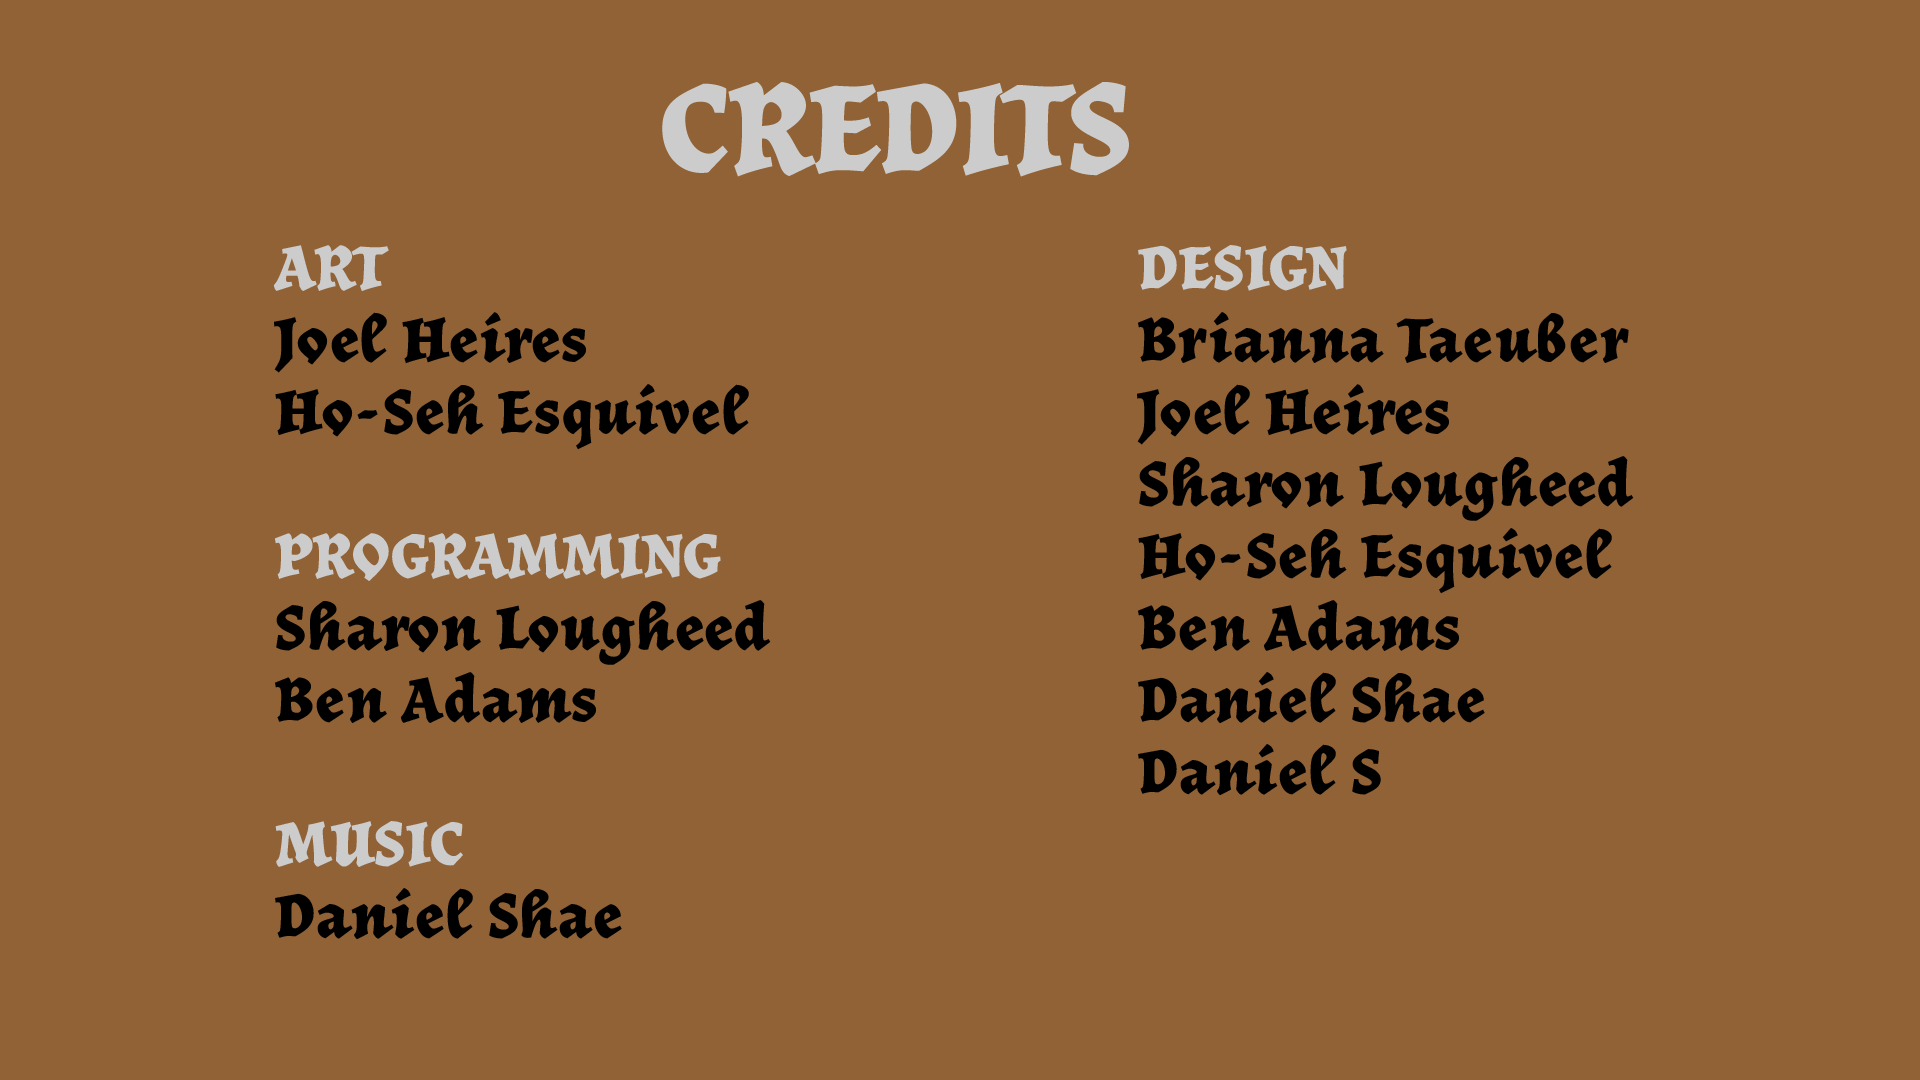 CREDITS
ART
Joel Heires
Ho-Seh Esquivel
PROGRAMMING
Sharon Lougheed
Ben Adams
MUSIC
Daniel Shae
DESIGN
Brianna Taeuber
Joel Heires
Sharon Lougheed
Ho-Seh Esquivel
Ben Adams
Daniel Shae
Daniel S